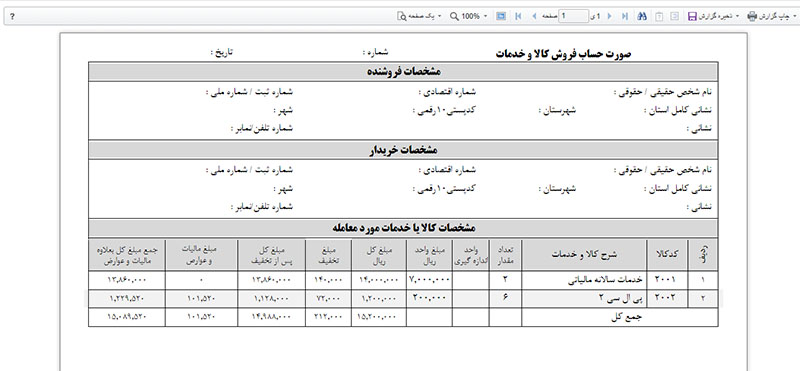 چاپ گزارش ذخیره گزارش صفحه 1 ی 1 100% یک صفحه ?
صورت حساب فروش کالا و خدمات شماره : تاریخ :
مشخصات فروشنده
نام شخص حقیقی / حقوقی : شماره اقتصادی : شماره ثبت / شماره ملی :
نشانی کامل استان : شهرستان : کدپستی۱۰رقمی : شهر :
نشانی : شماره تلفن/نمابر :
مشخصات خریدار
نام شخص حقیقی / حقوقی : شماره اقتصادی : شماره ثبت / شماره ملی :
نشانی کامل استان : شهرستان : کدپستی۱۰رقمی : شهر :
نشانی : شماره تلفن/نمابر :
مشخصات کالا یا خدمات مورد معامله
ردیف کدکالا شرح کالا و خدمات تعداد مقدار واحد اندازه گیری مبلغ واحد ریال مبلغ کل ریال مبلغ تخفیف مبلغ کل پس از تخفیف مبلغ مالیات و عوارض جمع مبلغ کل بعلاوه مالیات و عوارض
۱ ۲۰۰۱ خدمات سالانه مالیاتی ۲ ۷,۰۰۰,۰۰۰ ۱۴,۰۰۰,۰۰۰ ۱۴۰,۰۰۰ ۱۳,۸۶۰,۰۰۰ ۰ ۱۳,۸۶۰,۰۰۰
۲ ۲۰۰۲ پی ال سی ۲ ۶ ۲۰۰,۰۰۰ ۱,۲۰۰,۰۰۰ ۷۲,۰۰۰ ۱,۱۲۸,۰۰۰ ۱۰۱,۵۲۰ ۱,۲۲۹,۵۲۰
جمع کل ۱۵,۲۰۰,۰۰۰ ۲۱۲,۰۰۰ ۱۴,۹۸۸,۰۰۰ ۱۰۱,۵۲۰ ۱۵,۰۸۹,۵۲۰